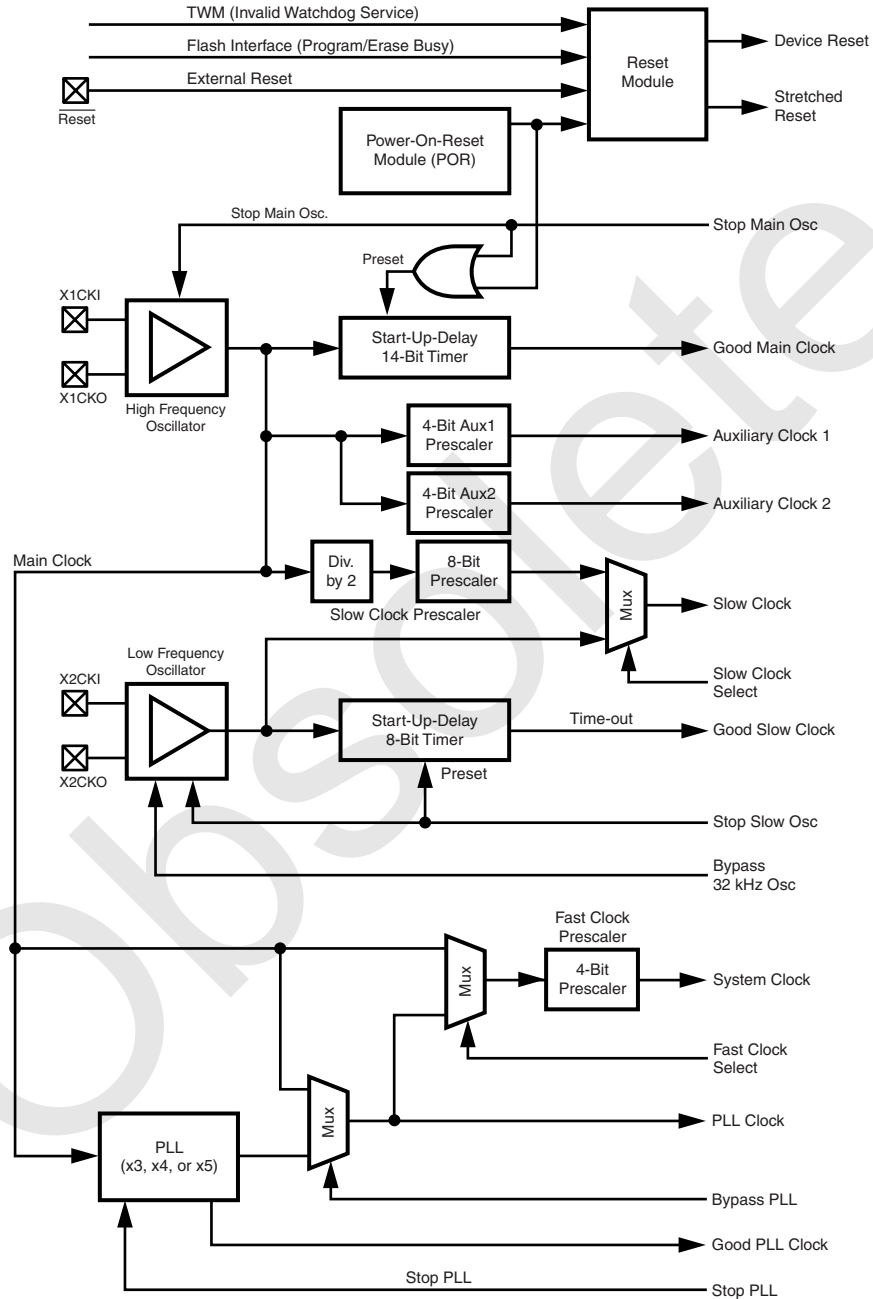 TWM (Invalid Watchdog Service)
Flash Interface (Program/Erase Busy)
External Reset
Reset
Reset
Module
Device Reset
Stretched
Reset
Power-On-Reset
Module (POR)
Stop Main Osc.
Stop Main Osc
Preset
X1CKI
X1CKO
High Frequency
Oscillator
Start-Up-Delay
14-Bit Timer
Good Main Clock
4-Bit Aux1
Prescaler
Auxiliary Clock 1
4-Bit Aux2
Prescaler
Auxiliary Clock 2
Main Clock
Div.
by 2
8-Bit
Prescaler
Slow Clock Prescaler
Mux
Slow Clock
Slow Clock
Select
Low Frequency
Oscillator
X2CKI
X2CKO
Start-Up-Delay
8-Bit Timer
Time-out
Good Slow Clock
Preset
Stop Slow Osc
Bypass
32 kHz Osc
Fast Clock
Prescaler
Mux
4-Bit
Prescaler
System Clock
Fast Clock
Select
Mux
PLL Clock
PLL
(x3, x4, or x5)
Bypass PLL
Good PLL Clock
Stop PLL
Stop PLL
Obsolete